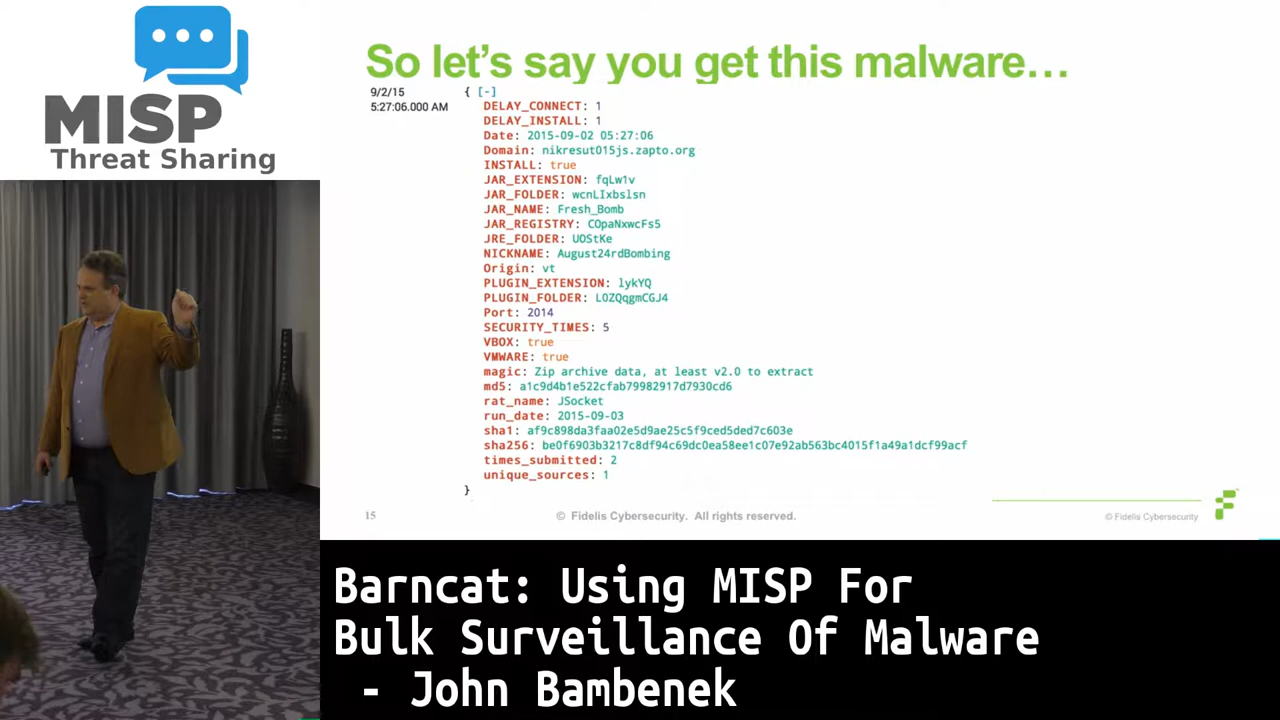 MISP
Threat Sharing
So let's say you get this malware...
9/2/15
5:27:06.000 AM
{ [-]
DELAY_CONNECT: 1
DELAY_INSTALL: 1
Date: 2015-09-02 05:27:06
Domain: nikresut015js.zapto.org
INSTALL: true
JAR_EXTENSION: fqLw1v
JAR_FOLDER: wcnLIxbslsn
JAR_NAME: Fresh_Bomb
JAR_REGISTRY: COpaNxwcFs5
JRE_FOLDER: UOStKe
NICKNAME: August24rdBombing
Origin: vt
PLUGIN_EXTENSION: lykYQ
PLUGIN_FOLDER: L0ZQqgmCGJ4
Port: 2014
SECURITY_TIMES: 5
VBOX: true
VMWARE: true
magic: Zip archive data, at least v2.0 to extract
md5: a1c9d4b1e522cfab79982917d7930cd6
rat_name: JSocket
run_date: 2015-09-03
sha1: af9c898da3faa02e5d9ae25c5f9ced5ded7c603e
sha256: be0f6903b3217c8df94c69dc0ea58ee1c07e92ab563bc4015f1a49a1dcf99acf
times_submitted: 2
unique_sources: 1
}
15
© Fidelis Cybersecurity. All rights reserved.
© Fidelis Cybersecurity
Barncat: Using MISP For
Bulk Surveillance Of Malware
- John Bambenek